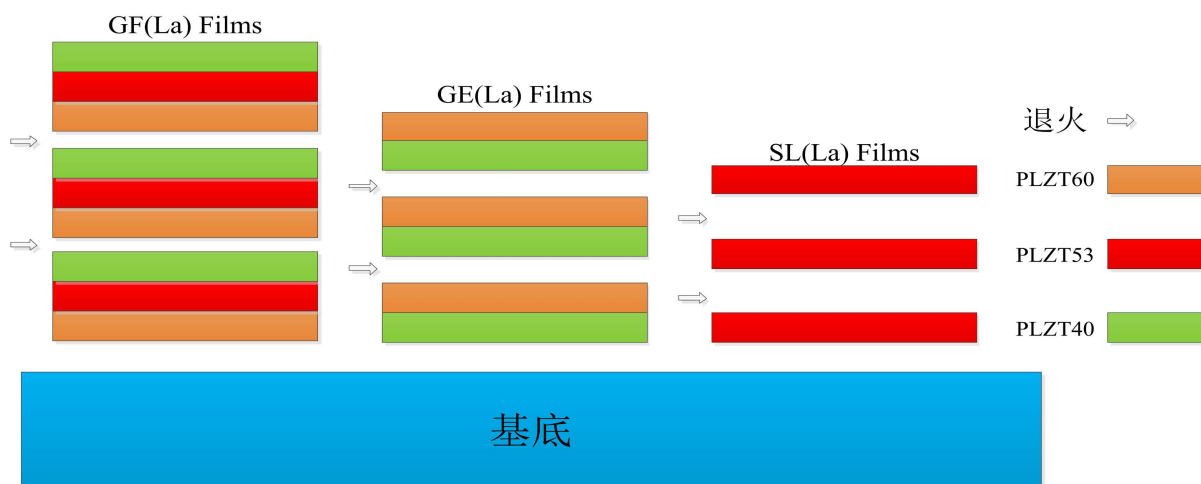 GF(La) Films
GE(La) Films
SL(La) Films
退火
PLZT60
PLZT53
PLZT40
基底